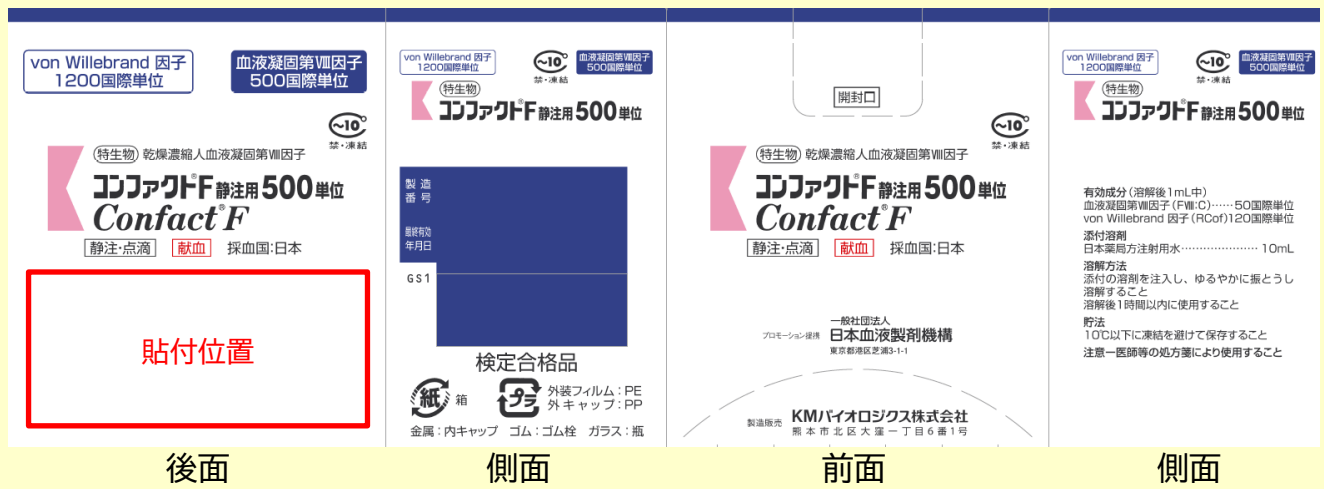 von Willebrand 因子
1200国際単位
血液凝固第Ⅷ因子
500国際単位
~10°
禁・凍結
特生物 乾燥濃縮人血液凝固第Ⅷ因子
コンファクト®F 静注用 500 単位
Confact®F
静注・点滴 献血 採血国:日本
貼付位置
後面
von Willebrand 因子
1200国際単位
~10°
禁・凍結
血液凝固第Ⅷ因子
500国際単位
特生物
コンファクト®F 静注用 500 単位
製造
番号
最終有効
年月日
GS1
検定合格品
紙 箱
プラ 外装フィルム:PE
外キャップ:PP
金属:内キャップ ゴム:ゴム栓 ガラス:瓶
側面
開封口
~10°
禁・凍結
特生物 乾燥濃縮人血液凝固第Ⅷ因子
コンファクト®F 静注用 500 単位
Confact®F
静注・点滴 献血 採血国:日本
一般社団法人
プロモーション提携 日本血液製剤機構
東京都港区芝浦3-1-1
製造販売 KMバイオロジクス株式会社
熊本市北区大窪一丁目6番1号
前面
von Willebrand 因子
1200国際単位
~10°
禁・凍結
血液凝固第Ⅷ因子
500国際単位
特生物
コンファクト®F 静注用 500 単位
有効成分(溶解後1mL中)
血液凝固第Ⅷ因子(FⅧ:C)……50国際単位
von Willebrand 因子(RCof)120国際単位
添付溶剤
日本薬局方注射用水………………… 10mL
溶解方法
添付の溶剤を注入し、ゆるやかに振とうし
溶解すること
溶解後1時間以内に使用すること
貯法
10℃以下に凍結を避けて保存すること
注意−医師等の処方箋により使用すること
側面